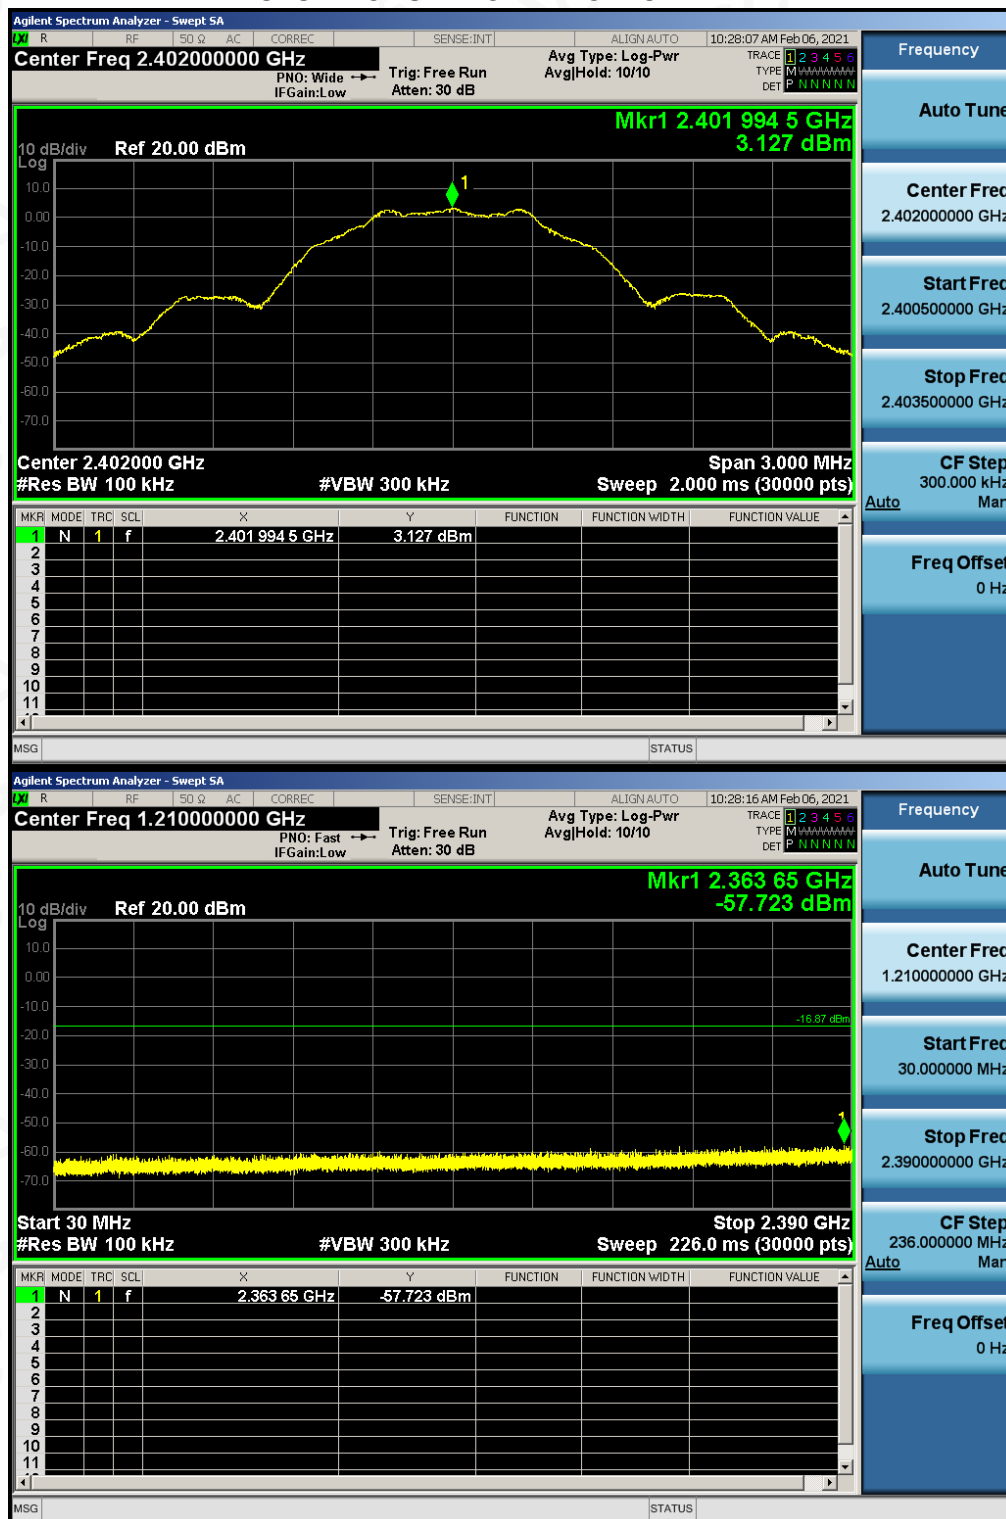 Agilent Spectrum Analyzer - Swept SA
LXI R RF 50 Ω AC CORREC SENSE:INT ALIGN AUTO 10:28:07 AM Feb 06, 2021
Center Freq 2.402000000 GHz
PNO: Wide
IFGain:Low
Trig: Free Run
Atten: 30 dB
Avg Type: Log-Pwr
Avg|Hold: 10/10
TRACE 1 2 3 4 5 6
TYPE M WWWWW
DET P N N N N N
Mkr1 2.401 994 5 GHz
3.127 dBm
10 dB/div Ref 20.00 dBm
Log
10.0
0.00
-10.0
-20.0
-30.0
-40.0
-50.0
-60.0
-70.0
1
Center 2.402000 GHz Span 3.000 MHz
#Res BW 100 kHz #VBW 300 kHz Sweep 2.000 ms (30000 pts)
MKR MODE TRC SCL X Y FUNCTION FUNCTION WIDTH FUNCTION VALUE
1 N 1 f 2.401 994 5 GHz 3.127 dBm
2
3
4
5
6
7
8
9
10
11
MSG STATUS
Frequency
Auto Tune
Center Freq
2.402000000 GHz
Start Freq
2.400500000 GHz
Stop Freq
2.403500000 GHz
CF Step
300.000 kHz
Auto Man
Freq Offset
0 Hz
Agilent Spectrum Analyzer - Swept SA
LXI R RF 50 Ω AC CORREC SENSE:INT ALIGN AUTO 10:28:16 AM Feb 06, 2021
Center Freq 1.210000000 GHz
PNO: Fast
IFGain:Low
Trig: Free Run
Atten: 30 dB
Avg Type: Log-Pwr
Avg|Hold: 10/10
TRACE 1 2 3 4 5 6
TYPE M WWWWW
DET P N N N N N
Mkr1 2.363 65 GHz
-57.723 dBm
10 dB/div Ref 20.00 dBm
Log
10.0
0.00
-10.0
-20.0
-30.0
-40.0
-50.0
-60.0
-70.0
-16.87 dBm
1
Start 30 MHz Stop 2.390 GHz
#Res BW 100 kHz #VBW 300 kHz Sweep 226.0 ms (30000 pts)
MKR MODE TRC SCL X Y FUNCTION FUNCTION WIDTH FUNCTION VALUE
1 N 1 f 2.363 65 GHz -57.723 dBm
2
3
4
5
6
7
8
9
10
11
MSG STATUS
Frequency
Auto Tune
Center Freq
1.210000000 GHz
Start Freq
30.000000 MHz
Stop Freq
2.390000000 GHz
CF Step
236.000000 MHz
Auto Man
Freq Offset
0 Hz